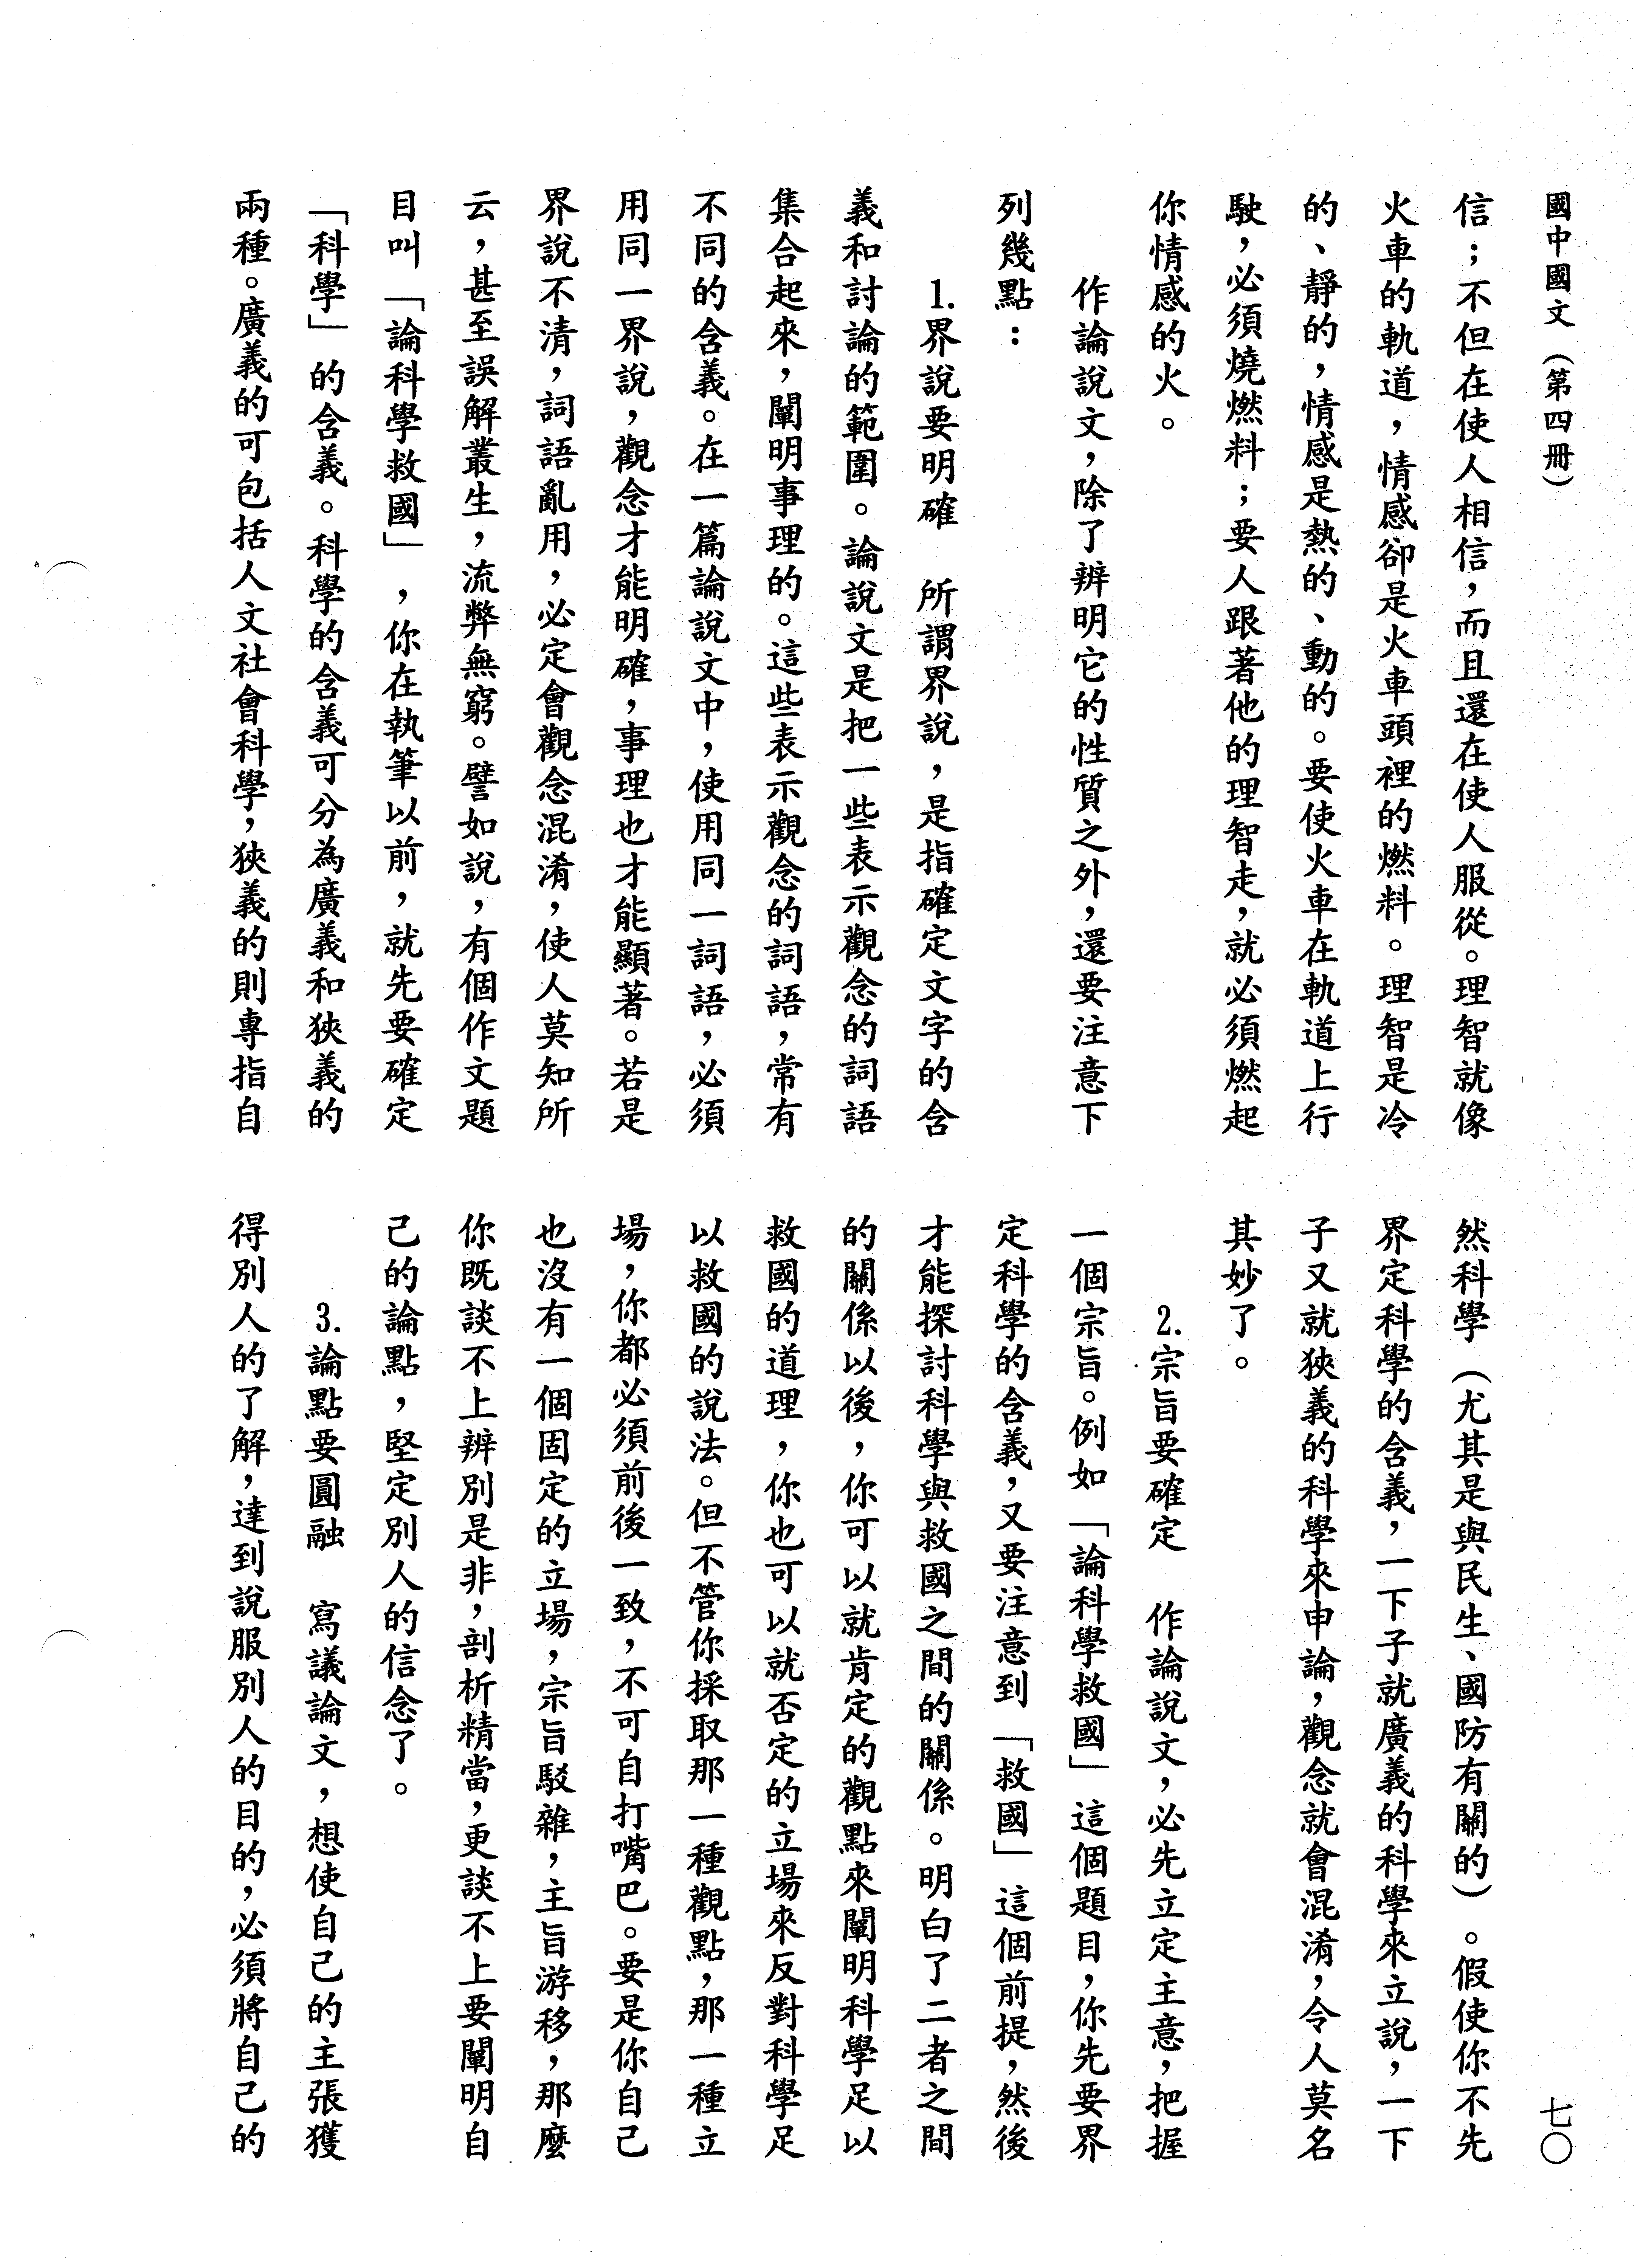 國中國文（第四冊）
七〇
信；不但在使人相信，而且還在使人服從。理智就像
火車的軌道，情感卻是火車頭裡的燃料。理智是冷
的、靜的，情感是熱的、動的。要使火車在軌道上行
駛，必須燒燃料；要人跟著他的理智走，就必須燃起
你情感的火。
作論說文，除了辨明它的性質之外，還要注意下
列幾點：
1.界說要明確　所謂界說，是指確定文字的含
義和討論的範圍。論說文是把一些表示觀念的詞語
集合起來，闡明事理的。這些表示觀念的詞語，常有
不同的含義。在一篇論說文中，使用同一詞語，必須
用同一界說，觀念才能明確，事理也才能顯著。若是
界說不清，詞語亂用，必定會觀念混淆，使人莫知所
云，甚至誤解叢生，流弊無窮。譬如說，有個作文題
目叫「論科學救國」，你在執筆以前，就先要確定
「科學」的含義。科學的含義可分為廣義和狹義的
兩種。廣義的可包括人文社會科學，狹義的則專指自
然科學（尤其是與民生、國防有關的）。假使你不先
界定科學的含義，一下子就廣義的科學來立說，一下
子又就狹義的科學來申論，觀念就會混淆，令人莫名
其妙了。
2.宗旨要確定　作論說文，必先立定主意，把握
一個宗旨。例如「論科學救國」這個題目，你先要界
定科學的含義，又要注意到「救國」這個前提，然後
才能探討科學與救國之間的關係。明白了二者之間
的關係以後，你可以就肯定的觀點來闡明科學足以
救國的道理，你也可以就否定的立場來反對科學足
以救國的說法。但不管你採取那一種觀點，那一種立
場，你都必須前後一致，不可自打嘴巴。要是你自己
也沒有一個固定的立場，宗旨駁雜，主旨游移，那麼
你既談不上辨別是非，剖析精當，更談不上要闡明自
己的論點，堅定別人的信念了。
3.論點要圓融　寫議論文，想使自己的主張獲
得別人的了解，達到說服別人的目的，必須將自己的